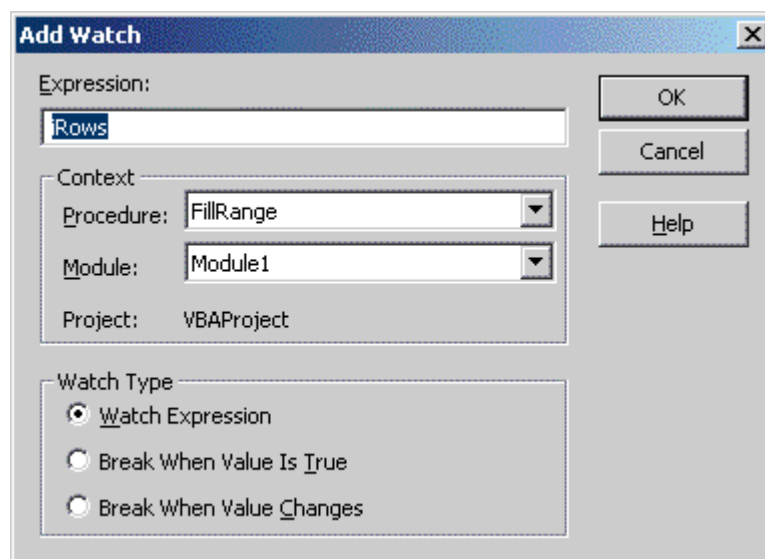 Add Watch
Expression:
iRows
OK
Cancel
Help
Context
Procedure: FillRange
Module: Module1
Project: VBAProject
Watch Type
Watch Expression
Break When Value Is True
Break When Value Changes